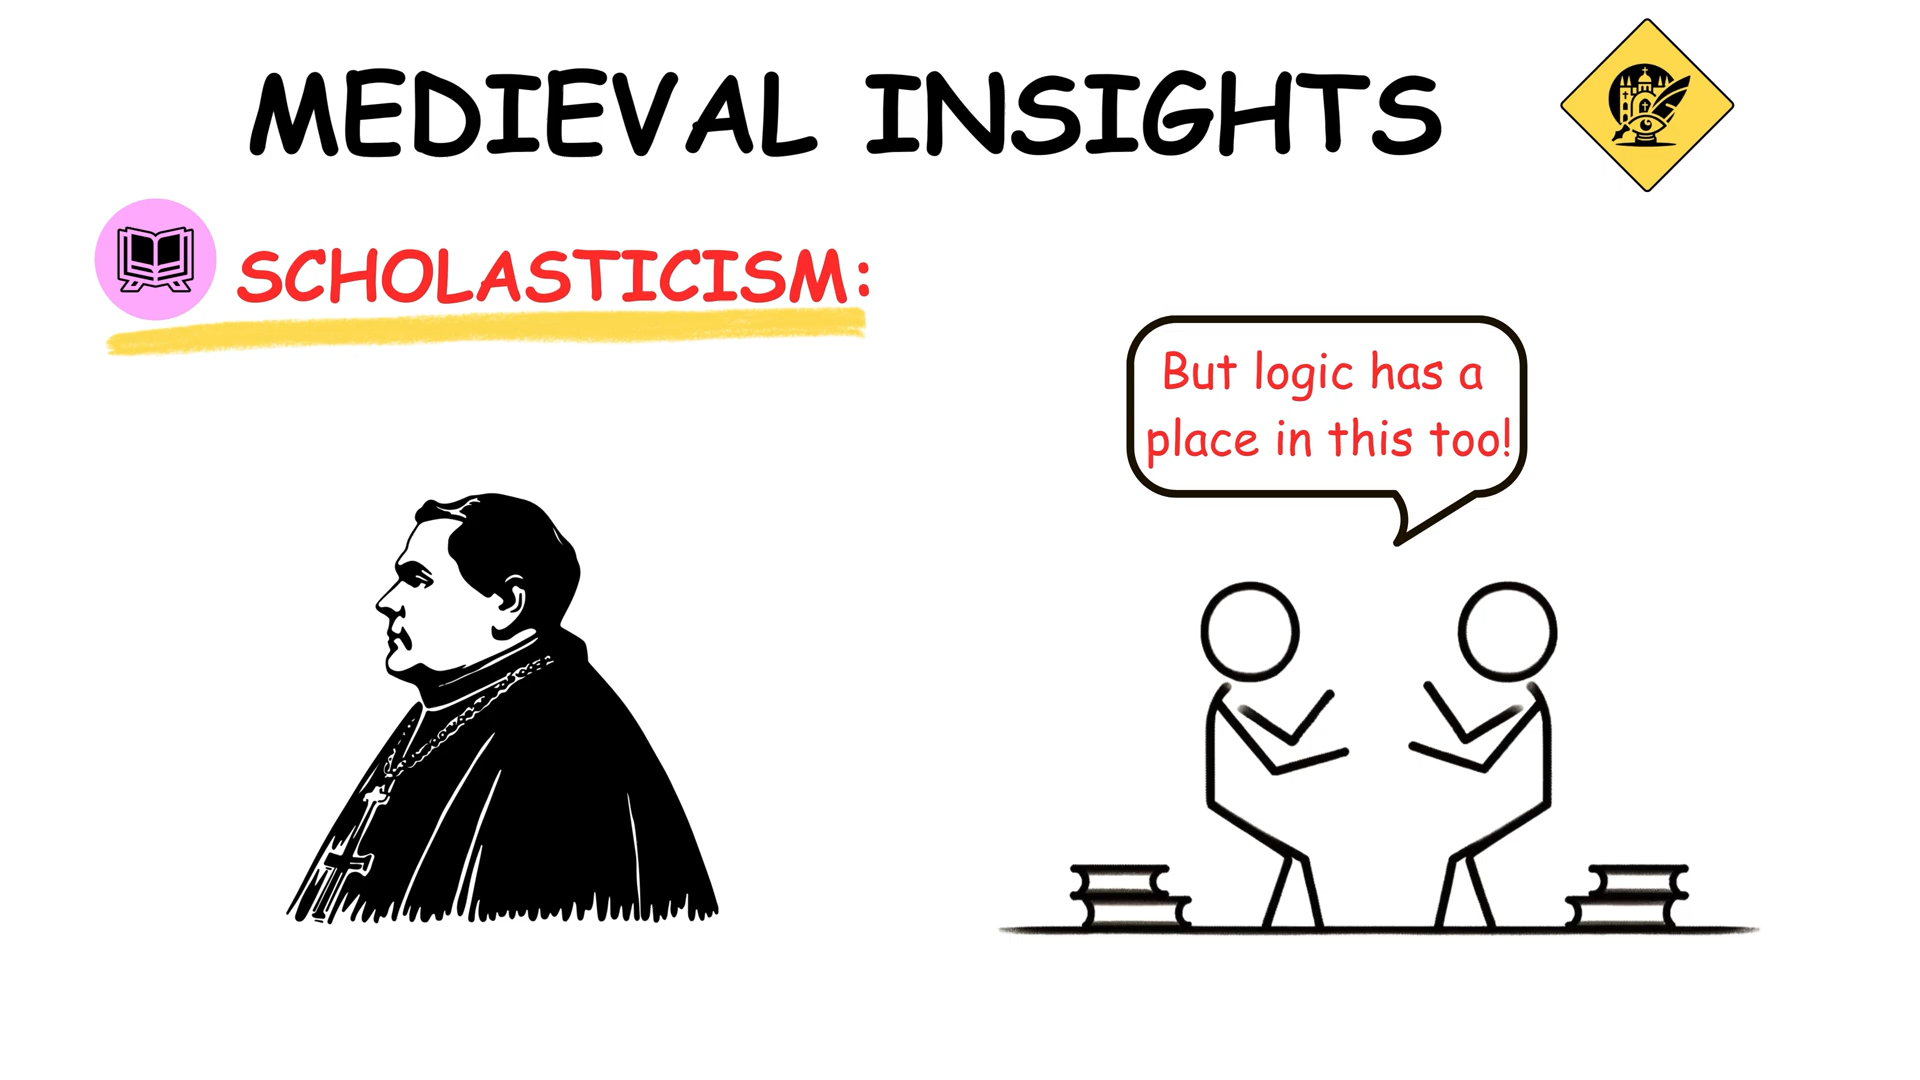 MEDIEVAL INSIGHTS
SCHOLASTICISM:
But logic has a
place in this too!